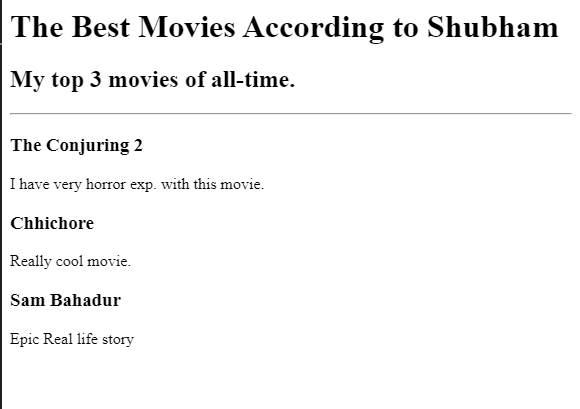 The Best Movies According to Shubham
My top 3 movies of all-time.
The Conjuring 2
I have very horror exp. with this movie.
Chhichore
Really cool movie.
Sam Bahadur
Epic Real life story